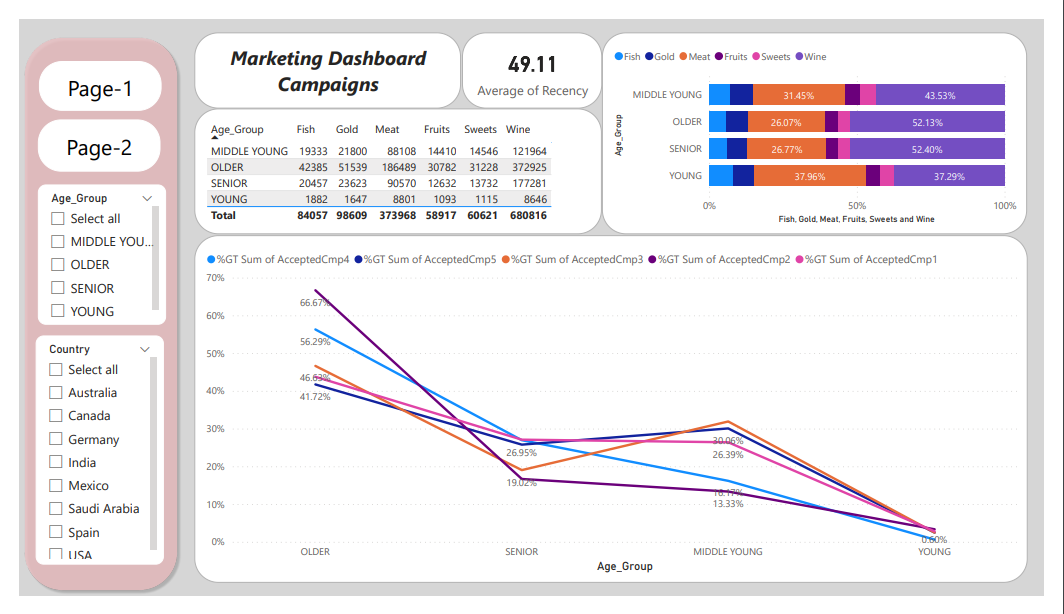 Page-1
Page-2
Age_Group
Select all
MIDDLE YOU...
OLDER
SENIOR
YOUNG
Country
Select all
Australia
Canada
Germany
India
Mexico
Saudi Arabia
Spain
USA
Marketing Dashboard
Campaigns
49.11
Average of Recency
Age_Group Fish Gold Meat Fruits Sweets Wine
MIDDLE YOUNG 19333 21800 88108 14410 14546 121964
OLDER 42385 51539 186489 30782 31228 372925
SENIOR 20457 23623 90570 12632 13732 177281
YOUNG 1882 1647 8801 1093 1115 8646
Total 84057 98609 373968 58917 60621 680816
Fish Gold Meat Fruits Sweets Wine
Age_Group
MIDDLE YOUNG 31.45% 43.53%
OLDER 26.07% 52.13%
SENIOR 26.77% 52.40%
YOUNG 37.96% 37.29%
0% 50% 100%
Fish, Gold, Meat, Fruits, Sweets and Wine
%GT Sum of AcceptedCmp4 %GT Sum of AcceptedCmp5 %GT Sum of AcceptedCmp3 %GT Sum of AcceptedCmp2 %GT Sum of AcceptedCmp1
70%
66.67%
60%
56.29%
50%
46.63%
40%
41.72%
30%
30.06%
26.95%
26.39%
20%
19.02%
16.17%
13.33%
10%
0%
0.60%
OLDER SENIOR MIDDLE YOUNG YOUNG
Age_Group